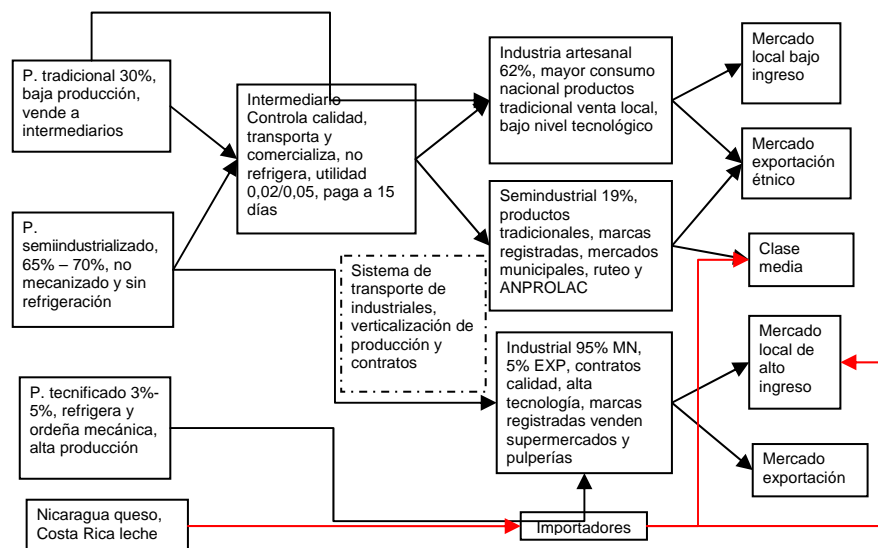 P. tradicional 30%,
baja producción,
vende a
intermediarios
P.
semiindustrializado,
65% – 70%, no
mecanizado y sin
refrigeración
P. tecnificado 3%-
5%, refrigera y
ordeña mecánica,
alta producción
Nicaragua queso,
Costa Rica leche
Intermediario
Controla calidad,
transporta y
comercializa, no
refrigera, utilidad
0,02/0,05, paga a 15
días
Sistema de
transporte de
industriales,
verticalización de
producción y
contratos
Industria artesanal
62%, mayor consumo
nacional productos
tradicional venta local,
bajo nivel tecnológico
Semindustrial 19%,
productos
tradicionales, marcas
registradas, mercados
municipales, ruteo y
ANPROLAC
Industrial 95% MN,
5% EXP, contratos
calidad, alta
tecnología, marcas
registradas venden
supermercados y
pulperías
Importadores
Mercado
local bajo
ingreso
Mercado
exportación
étnico
Clase
media
Mercado
local de
alto
ingreso
Mercado
exportación